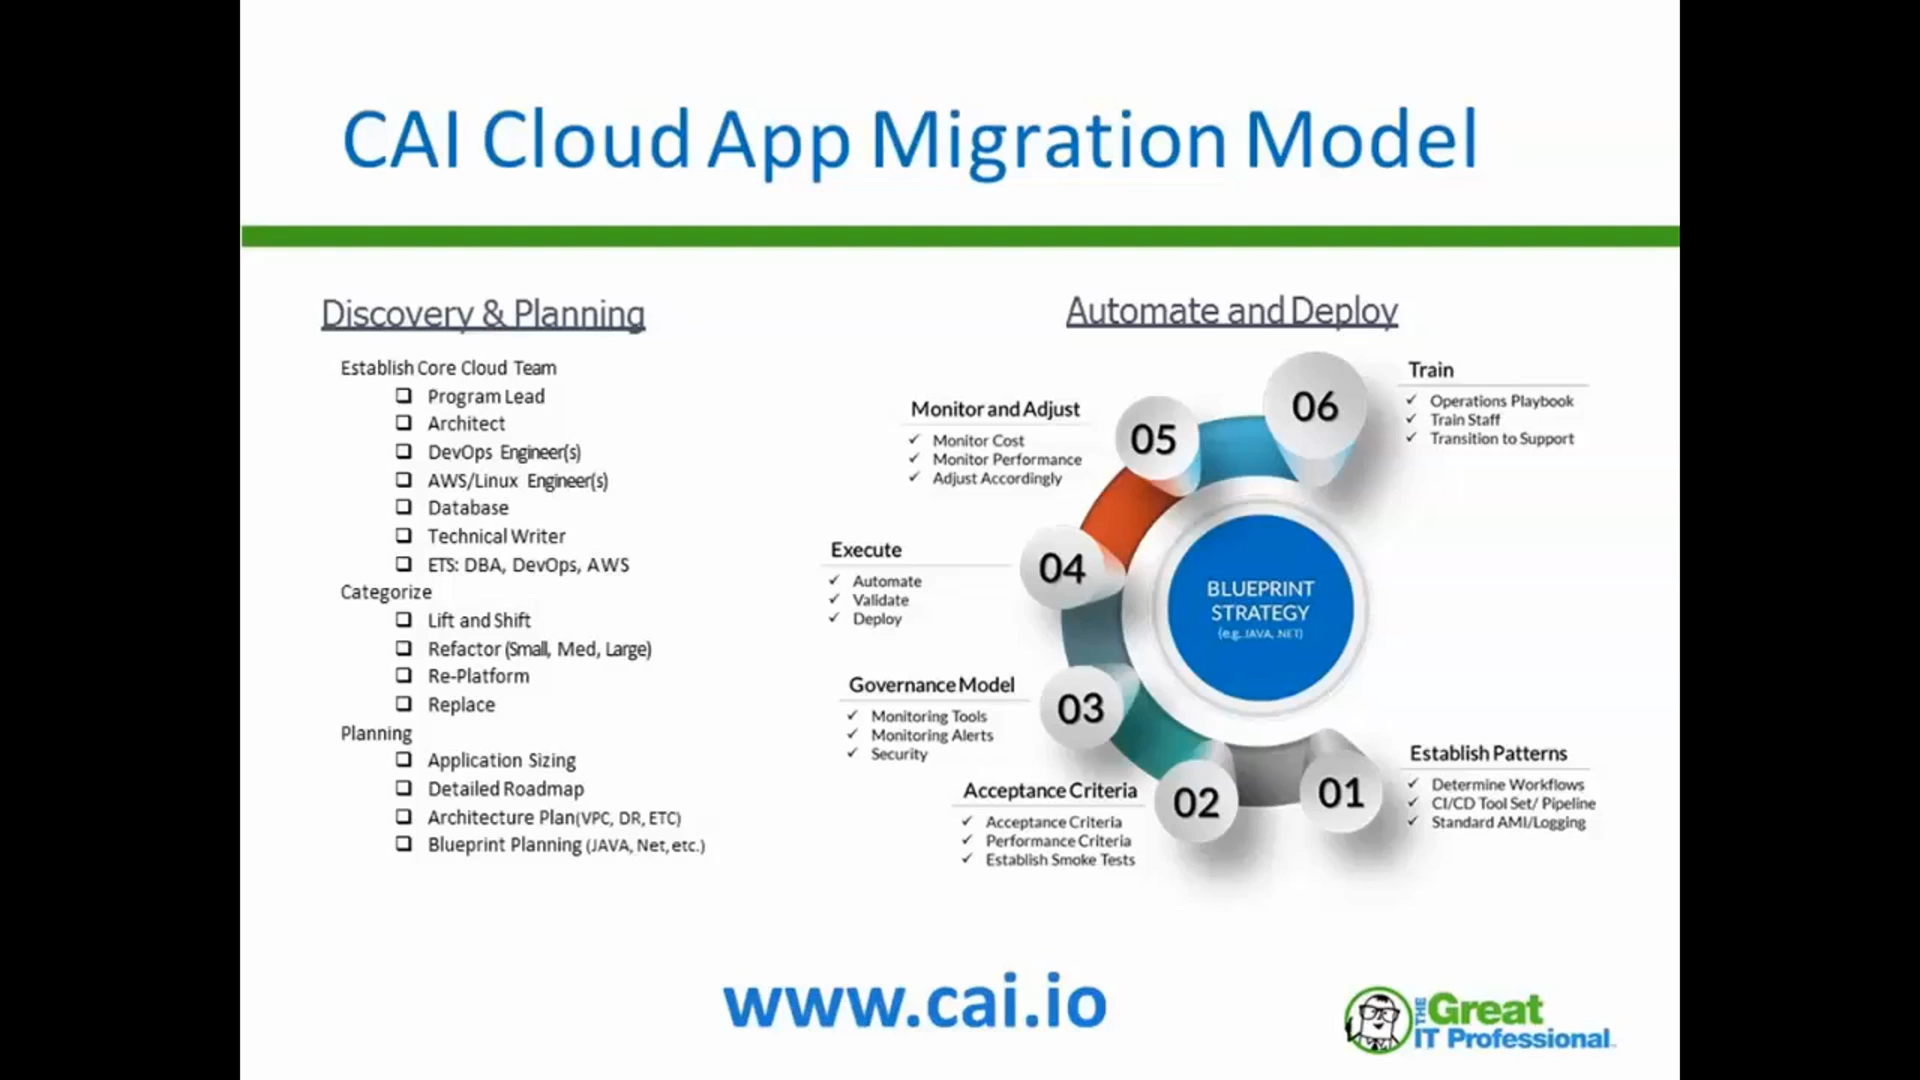 CAI Cloud App Migration Model
Discovery & Planning
Establish Core Cloud Team
Program Lead
Architect
DevOps Engineer(s)
AWS/Linux Engineer(s)
Database
Technical Writer
ETS: DBA, DevOps, AWS
Categorize
Lift and Shift
Refactor (Small, Med, Large)
Re-Platform
Replace
Planning
Application Sizing
Detailed Roadmap
Architecture Plan(VPC, DR, ETC)
Blueprint Planning (JAVA, Net, etc.)
Automate and Deploy
06
Train
Operations Playbook
Train Staff
Transition to Support
05
Monitor and Adjust
Monitor Cost
Monitor Performance
Adjust Accordingly
04
Execute
Automate
Validate
Deploy
03
Governance Model
Monitoring Tools
Monitoring Alerts
Security
02
Acceptance Criteria
Acceptance Criteria
Performance Criteria
Establish Smoke Tests
01
Establish Patterns
Determine Workflows
CI/CD Tool Set/ Pipeline
Standard AMI/Logging
BLUEPRINT
STRATEGY
(e.g. JAVA, .NET)
www.cai.io
THE Great
IT Professional